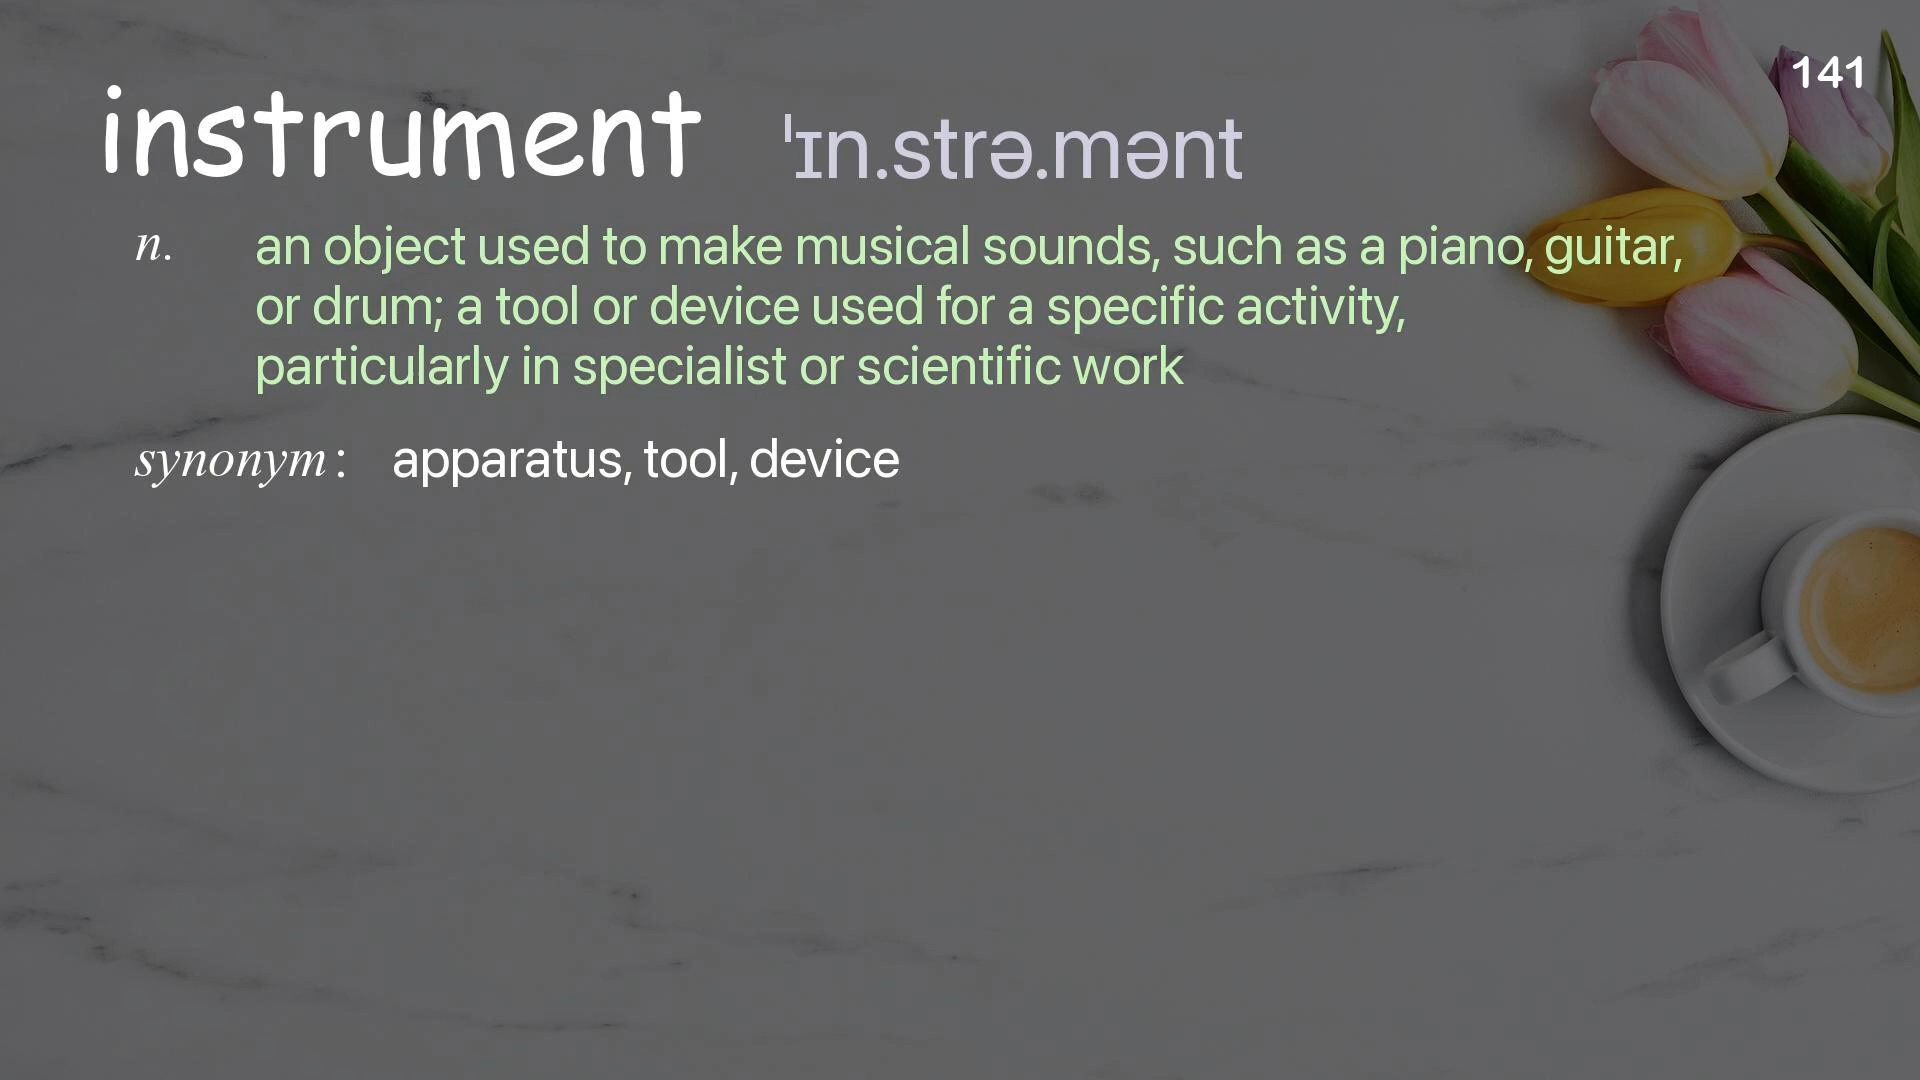 141
instrument ˈɪn.strə.mənt
n. an object used to make musical sounds, such as a piano, guitar,
or drum; a tool or device used for a specific activity,
particularly in specialist or scientific work
synonym: apparatus, tool, device